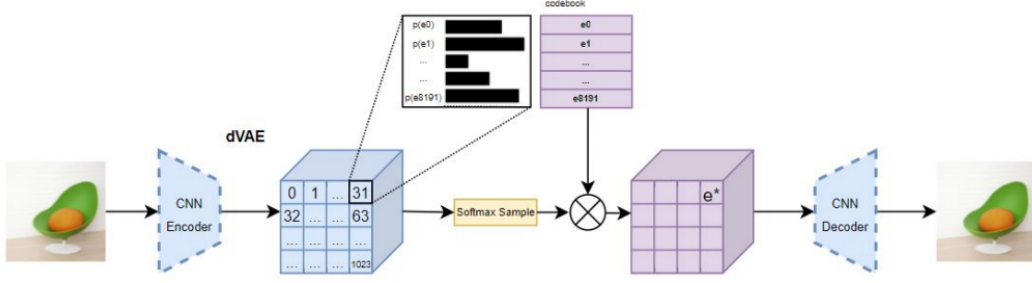 codebook
p(e0)
p(e1)
...
...
p(e8191)
e0
e1
...
...
e8191
dVAE
CNN
Encoder
0 1 ... 31
32 ... ... 63
... ... ... ...
... ... ... 1023
Softmax Sample
e*
CNN
Decoder